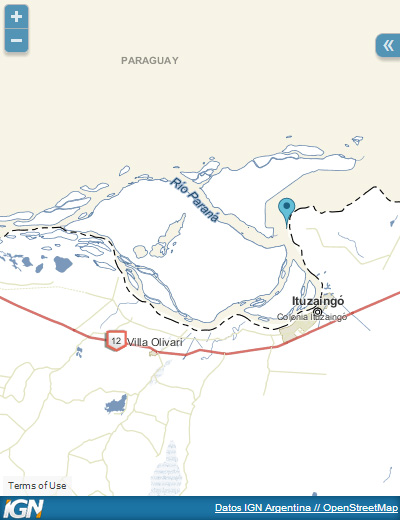 +
−
«
PARAGUAY
Río Paraná
Ituzaingó
Colonia Ituzaingó
12
Villa Olivari
Terms of Use
IGN
Datos IGN Argentina // OpenStreetMap